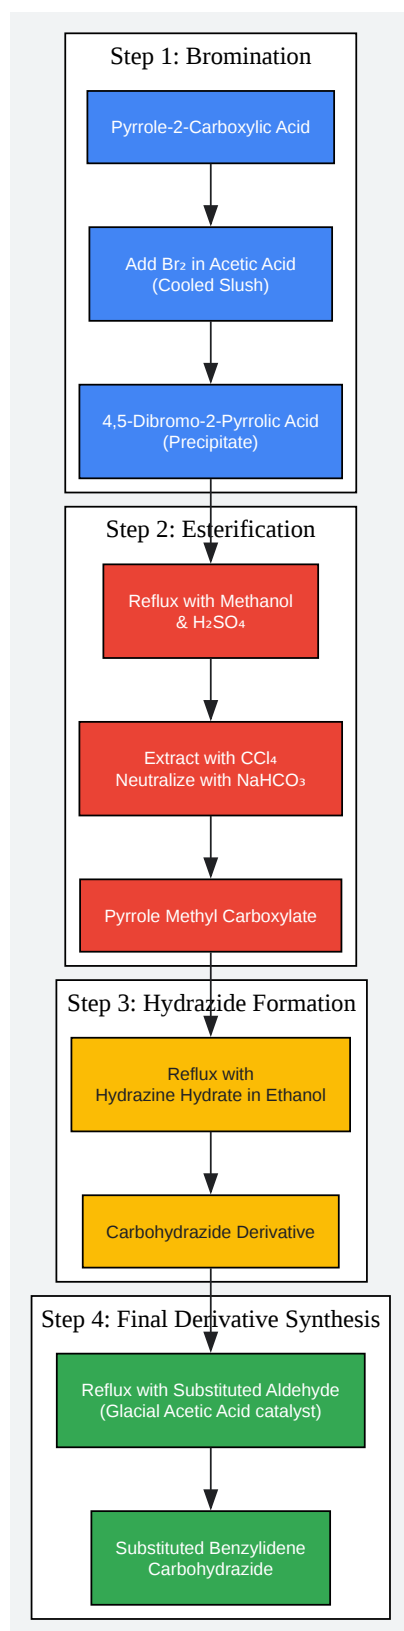 Step 1: Bromination
Pyrrole-2-Carboxylic Acid
Add Br₂ in Acetic Acid
(Cooled Slush)
4,5-Dibromo-2-Pyrrolic Acid
(Precipitate)
Step 2: Esterification
Reflux with Methanol
& H₂SO₄
Extract with CCl₄
Neutralize with NaHCO₃
Pyrrole Methyl Carboxylate
Step 3: Hydrazide Formation
Reflux with
Hydrazine Hydrate in Ethanol
Carbohydrazide Derivative
Step 4: Final Derivative Synthesis
Reflux with Substituted Aldehyde
(Glacial Acetic Acid catalyst)
Substituted Benzylidene
Carbohydrazide